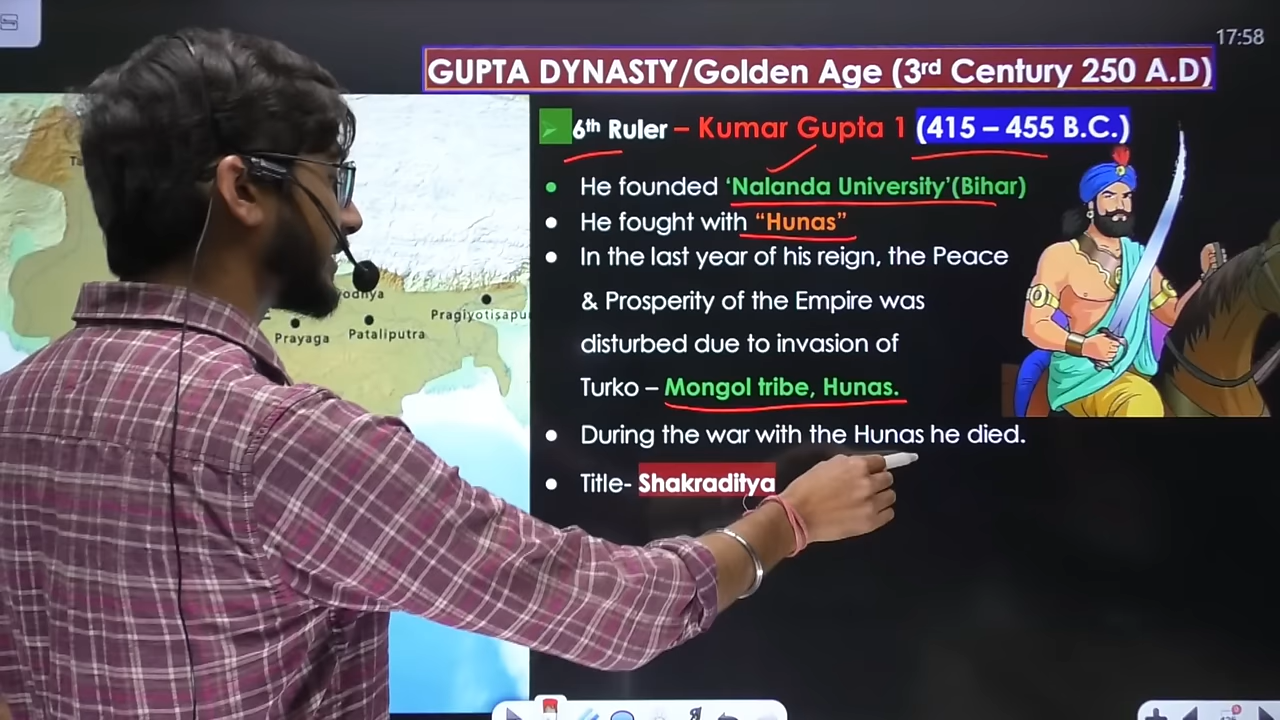 17:58
GUPTA DYNASTY/Golden Age (3rd Century 250 A.D)
6th Ruler – Kumar Gupta 1 (415 – 455 B.C.)
• He founded ‘Nalanda University’(Bihar)
• He fought with “Hunas”
• In the last year of his reign, the Peace
& Prosperity of the Empire was
disturbed due to invasion of
Turko – Mongol tribe, Hunas.
• During the war with the Hunas he died.
• Title- Shakraditya
Prayaga
Pataliputra